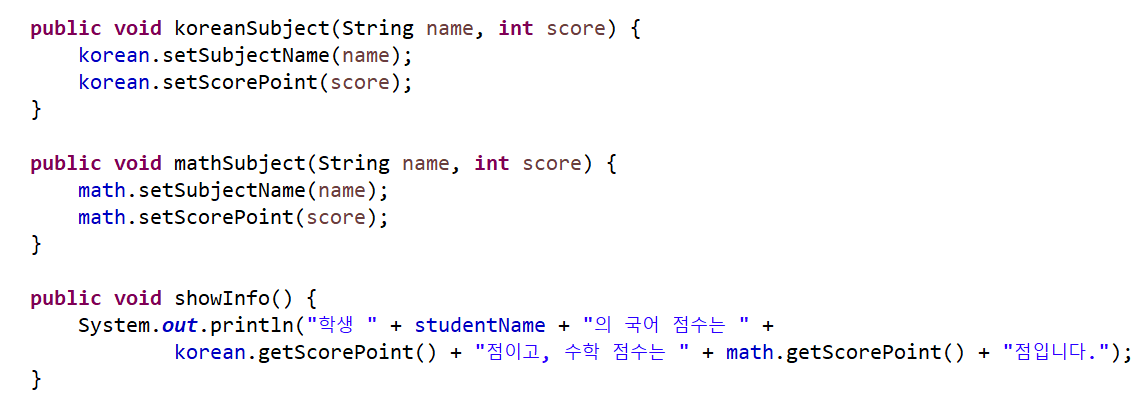 public void koreanSubject(String name, int score) {
korean.setSubjectName(name);
korean.setScorePoint(score);
}
public void mathSubject(String name, int score) {
math.setSubjectName(name);
math.setScorePoint(score);
}
public void showInfo() {
System.out.println("학생 " + studentName + "의 국어 점수는 " +
korean.getScorePoint() + "점이고, 수학 점수는 " + math.getScorePoint() + "점입니다.");
}